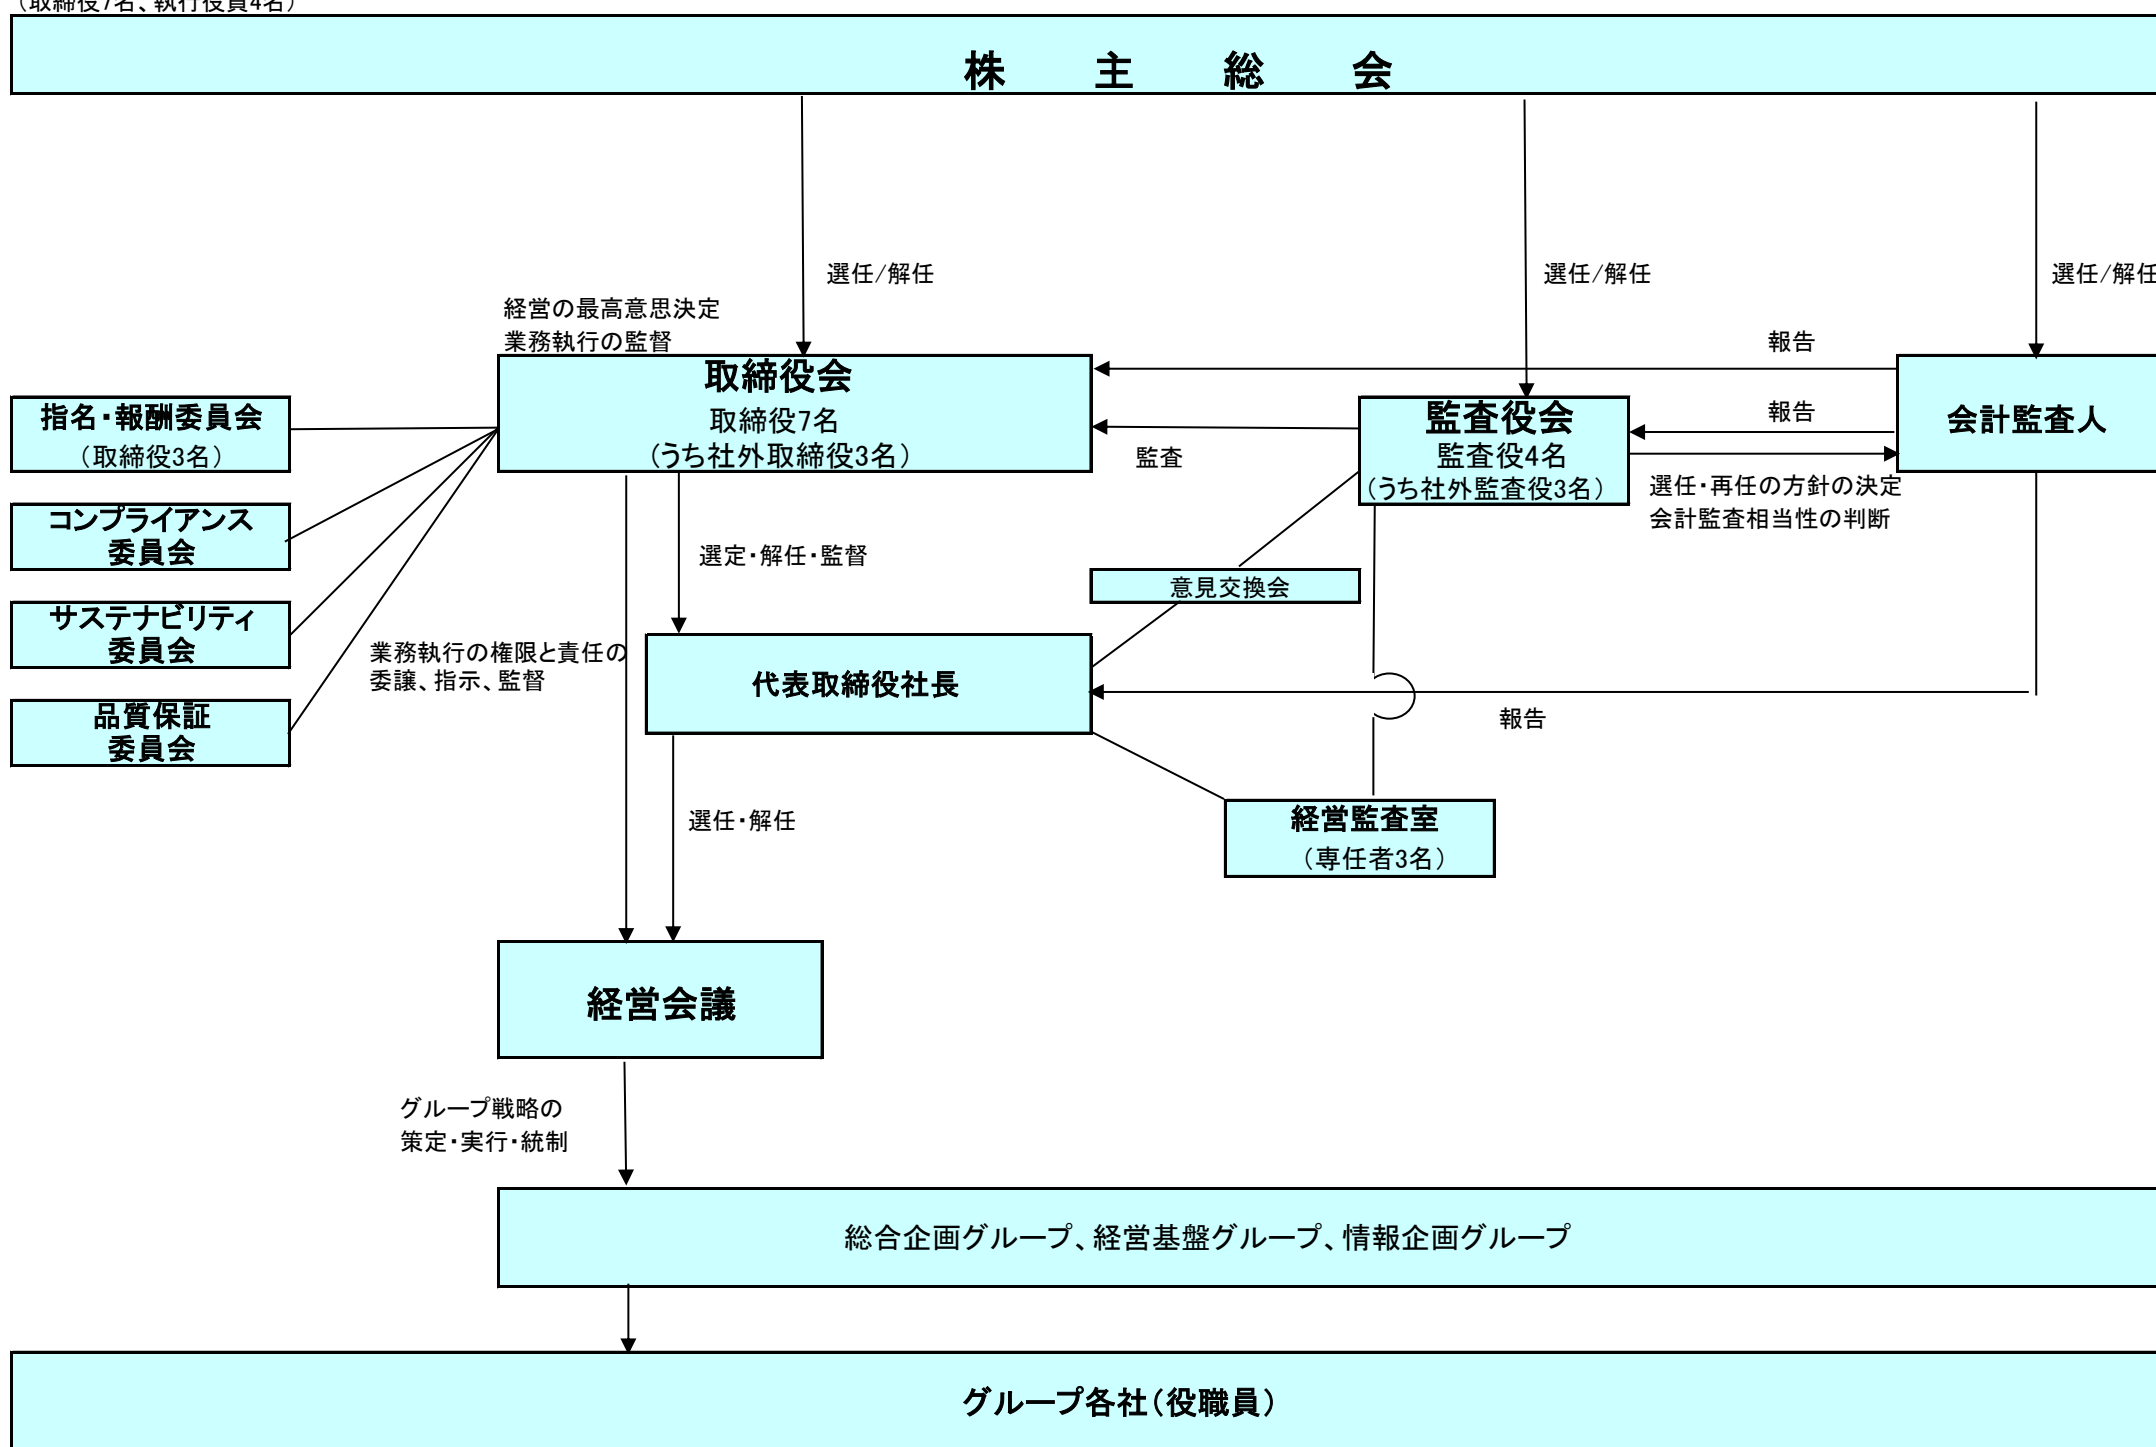 （取締役7名、執行役員4名）
株 主 総 会
選任/解任
選任/解任
選任/解任
経営の最高意思決定
業務執行の監督
報告
取締役会
取締役7名
（うち社外取締役3名）
指名・報酬委員会
（取締役3名）
監査
監査役会
監査役4名
（うち社外監査役3名）
報告
会計監査人
選任・再任の方針の決定
会計監査相当性の判断
コンプライアンス
委員会
選定・解任・監督
意見交換会
サステナビリティ
委員会
業務執行の権限と責任の
委譲、指示、監督
代表取締役社長
報告
品質保証
委員会
選任・解任
経営監査室
（専任者3名）
経営会議
グループ戦略の
策定・実行・統制
総合企画グループ、経営基盤グループ、情報企画グループ
グループ各社（役職員）